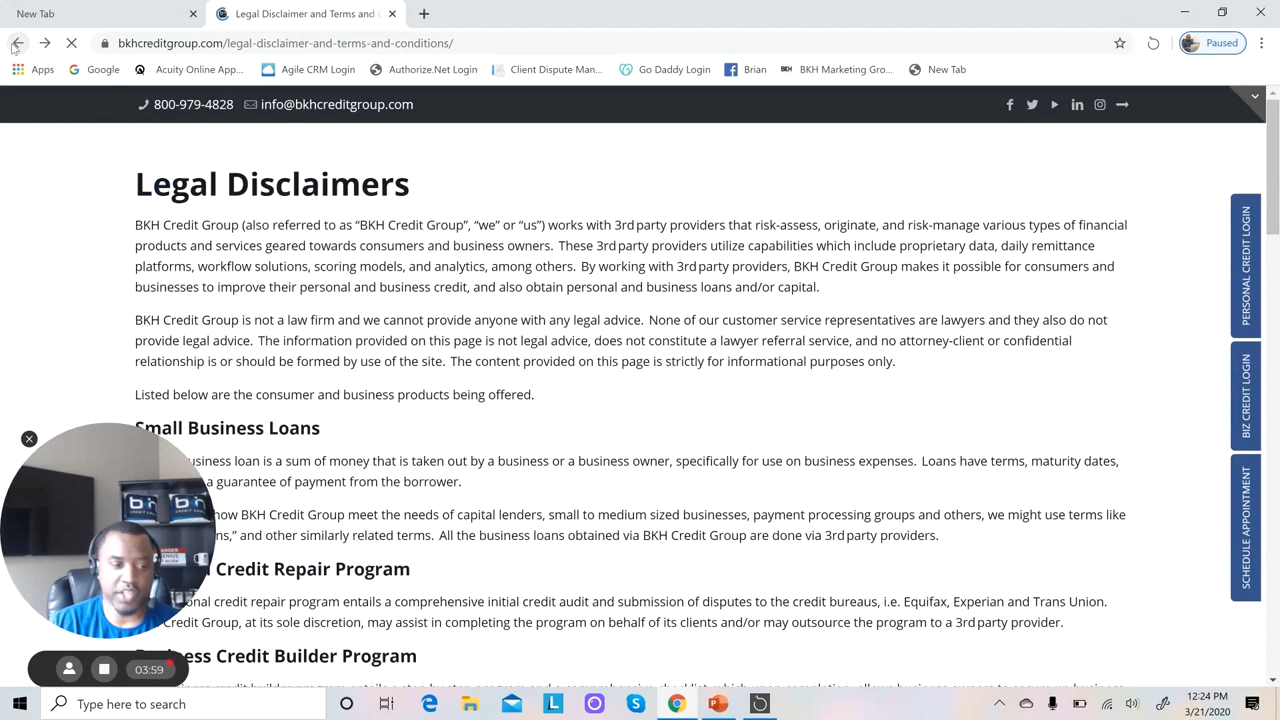 New Tab
Legal Disclaimer and Terms and
bkhcreditgroup.com/legal-disclaimer-and-terms-and-conditions/
Paused
Apps
Google
Acuity Online App...
Agile CRM Login
Authorize.Net Login
Client Dispute Man...
Go Daddy Login
Brian
BKH Marketing Gro...
New Tab
800-979-4828 info@bkhcreditgroup.com
Legal Disclaimers
BKH Credit Group (also referred to as “BKH Credit Group”, “we” or “us”) works with 3rd party providers that risk-assess, originate, and risk-manage various types of financial
products and services geared towards consumers and business owners. These 3rd party providers utilize capabilities which include proprietary data, daily remittance
platforms, workflow solutions, scoring models, and analytics, among others. By working with 3rd party providers, BKH Credit Group makes it possible for consumers and
businesses to improve their personal and business credit, and also obtain personal and business loans and/or capital.
BKH Credit Group is not a law firm and we cannot provide anyone with any legal advice. None of our customer service representatives are lawyers and they also do not
provide legal advice. The information provided on this page is not legal advice, does not constitute a lawyer referral service, and no attorney-client or confidential
relationship is or should be formed by use of the site. The content provided on this page is strictly for informational purposes only.
Listed below are the consumer and business products being offered.
Small Business Loans
usiness loan is a sum of money that is taken out by a business or a business owner, specifically for use on business expenses. Loans have terms, maturity dates,
a guarantee of payment from the borrower.
how BKH Credit Group meet the needs of capital lenders, small to medium sized businesses, payment processing groups and others, we might use terms like
ns,” and other similarly related terms. All the business loans obtained via BKH Credit Group are done via 3rd party providers.
Credit Repair Program
onal credit repair program entails a comprehensive initial credit audit and submission of disputes to the credit bureaus, i.e. Equifax, Experian and Trans Union.
Credit Group, at its sole discretion, may assist in completing the program on behalf of its clients and/or may outsource the program to a 3rd party provider.
ess Credit Builder Program
PERSONAL CREDIT LOGIN
BIZ CREDIT LOGIN
SCHEDULE APPOINTMENT
03:59
Type here to search
12:24 PM
3/21/2020